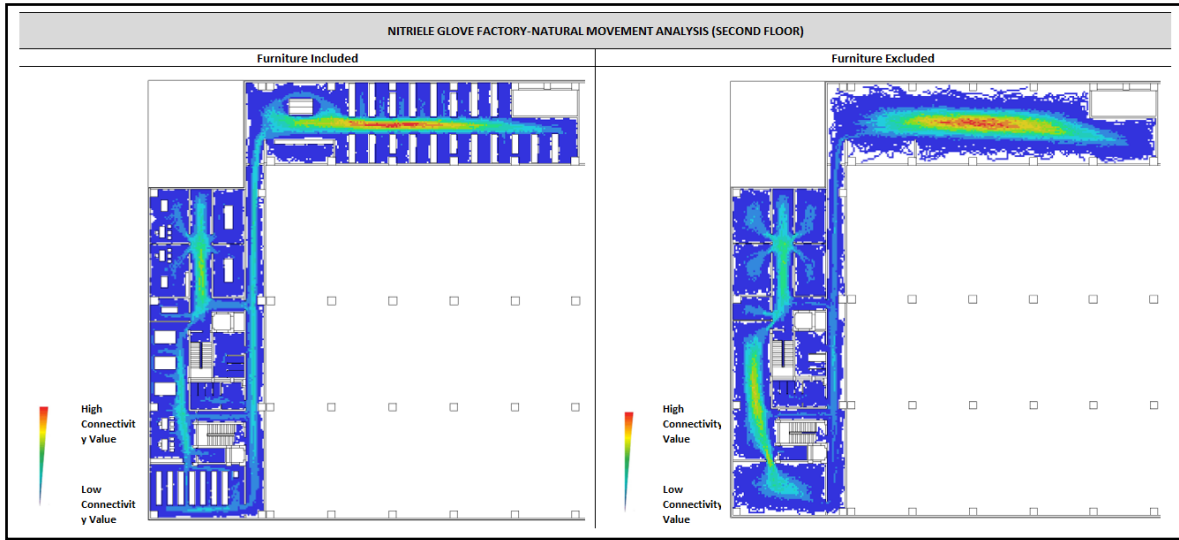 NITRIELE GLOVE FACTORY-NATURAL MOVEMENT ANALYSIS (SECOND FLOOR)
Furniture Included
Furniture Excluded
High
Connectivit
y Value
Low
Connectivit
y Value
High
Connectivity
Value
Low
Connectivity
Value